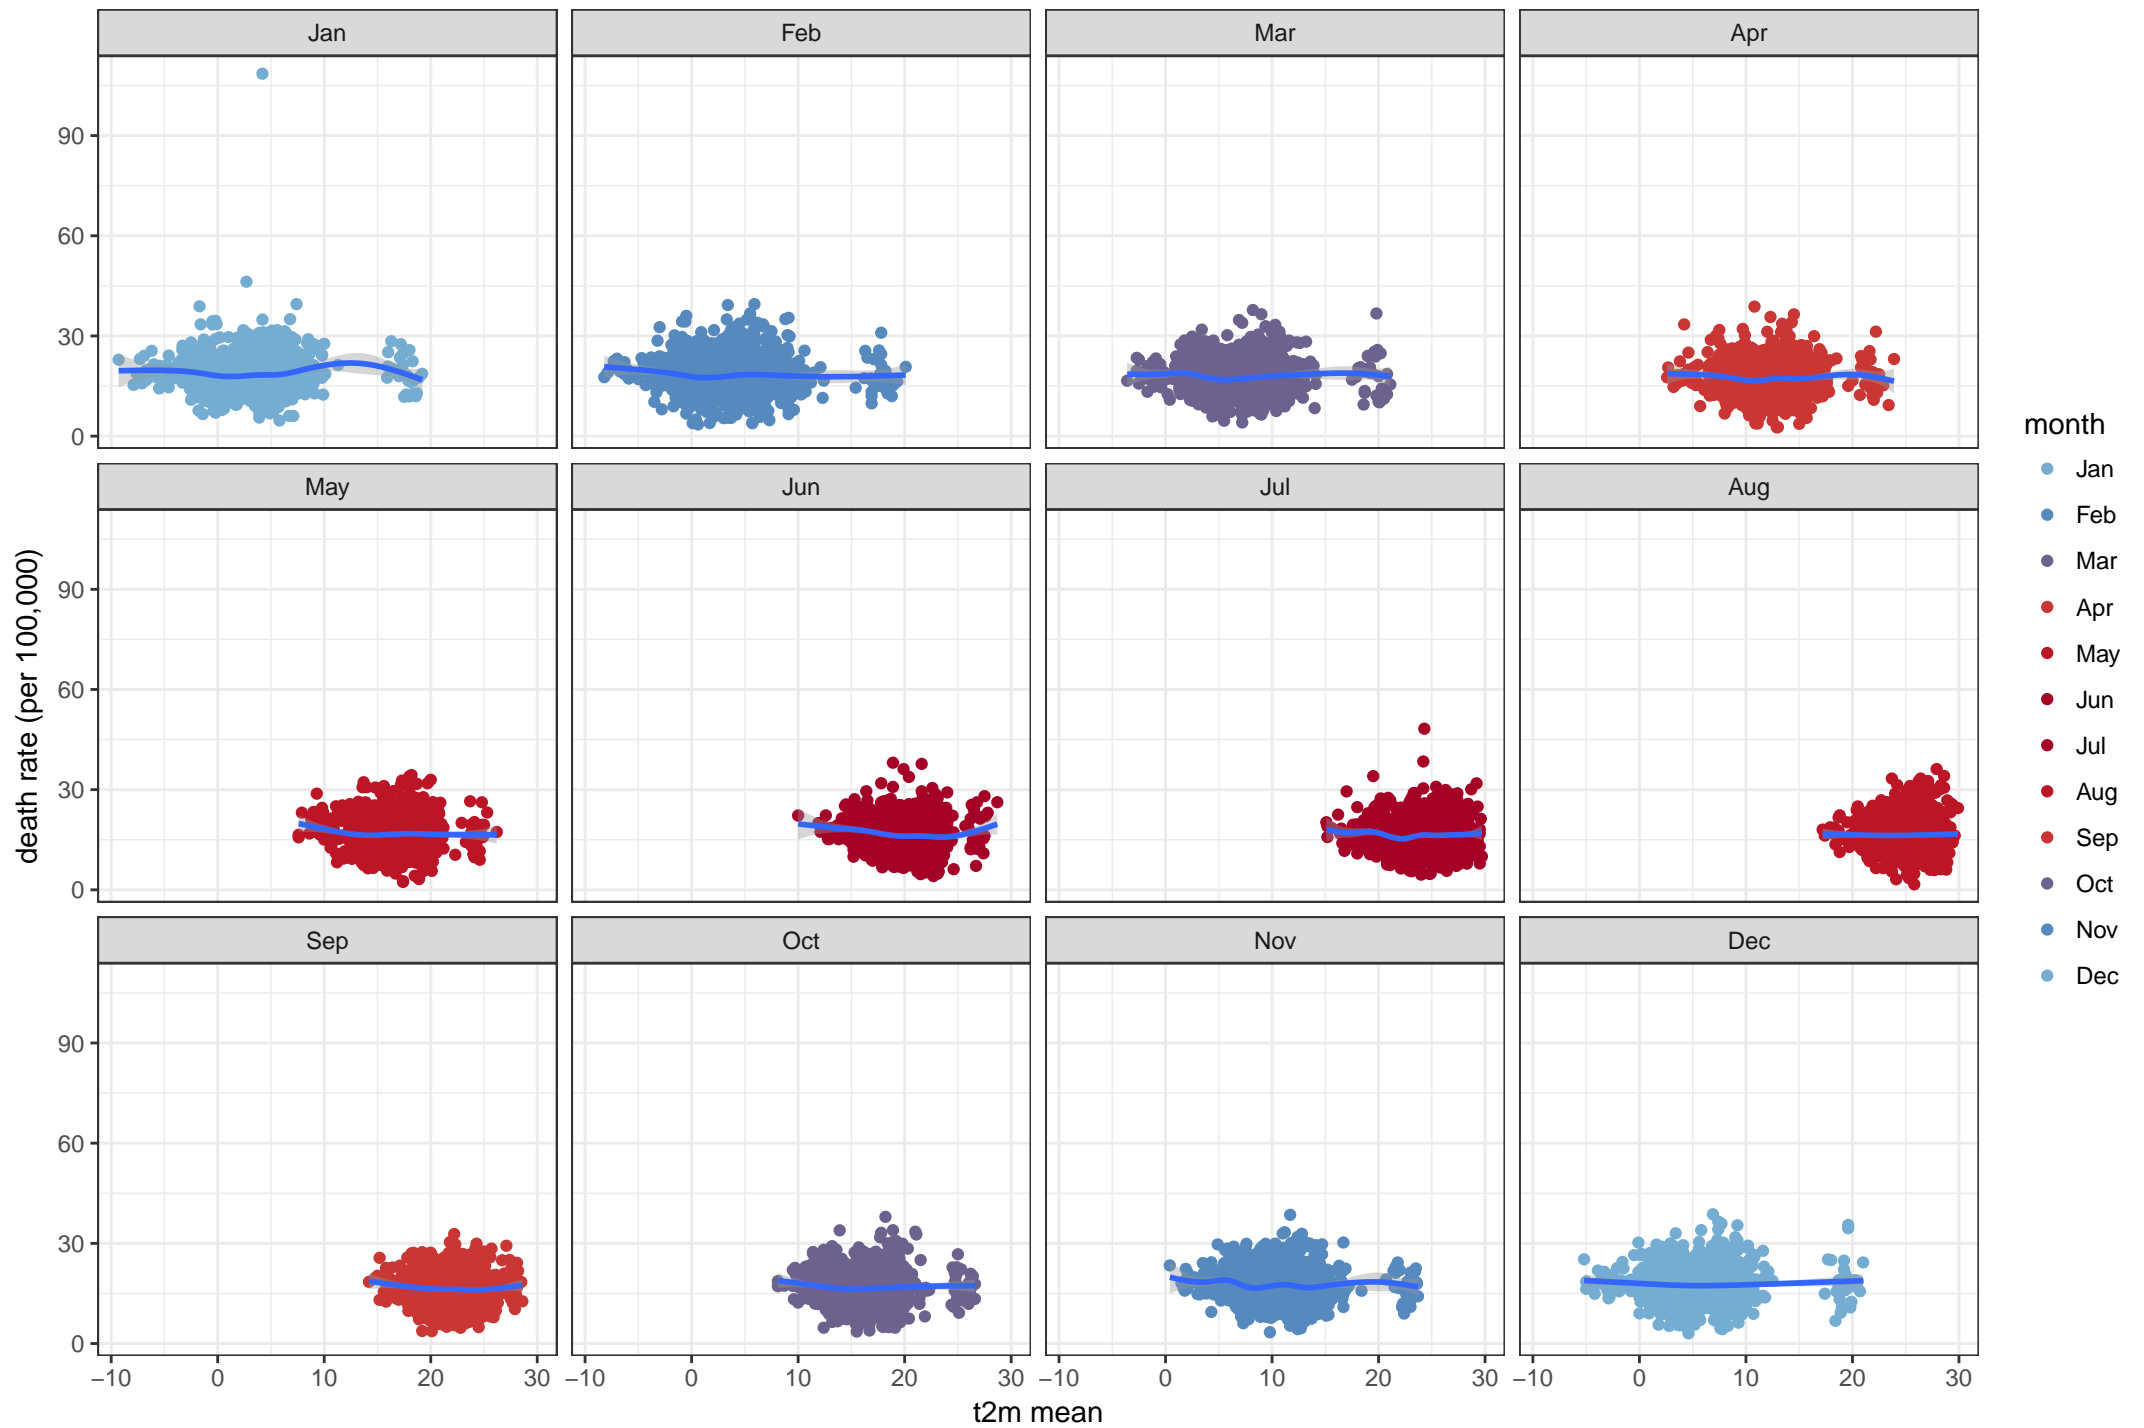 Jan Feb Mar Apr
90
60
30
0
May Jun Jul Aug
90
60
30
0
Sep Oct Nov Dec
90
60
30
0
−10 0 10 20 30 −10 0 10 20 30 −10 0 10 20 30 −10 0 10 20 30
t2m mean
death rate (per 100,000)
month
Jan
Feb
Mar
Apr
May
Jun
Jul
Aug
Sep
Oct
Nov
Dec